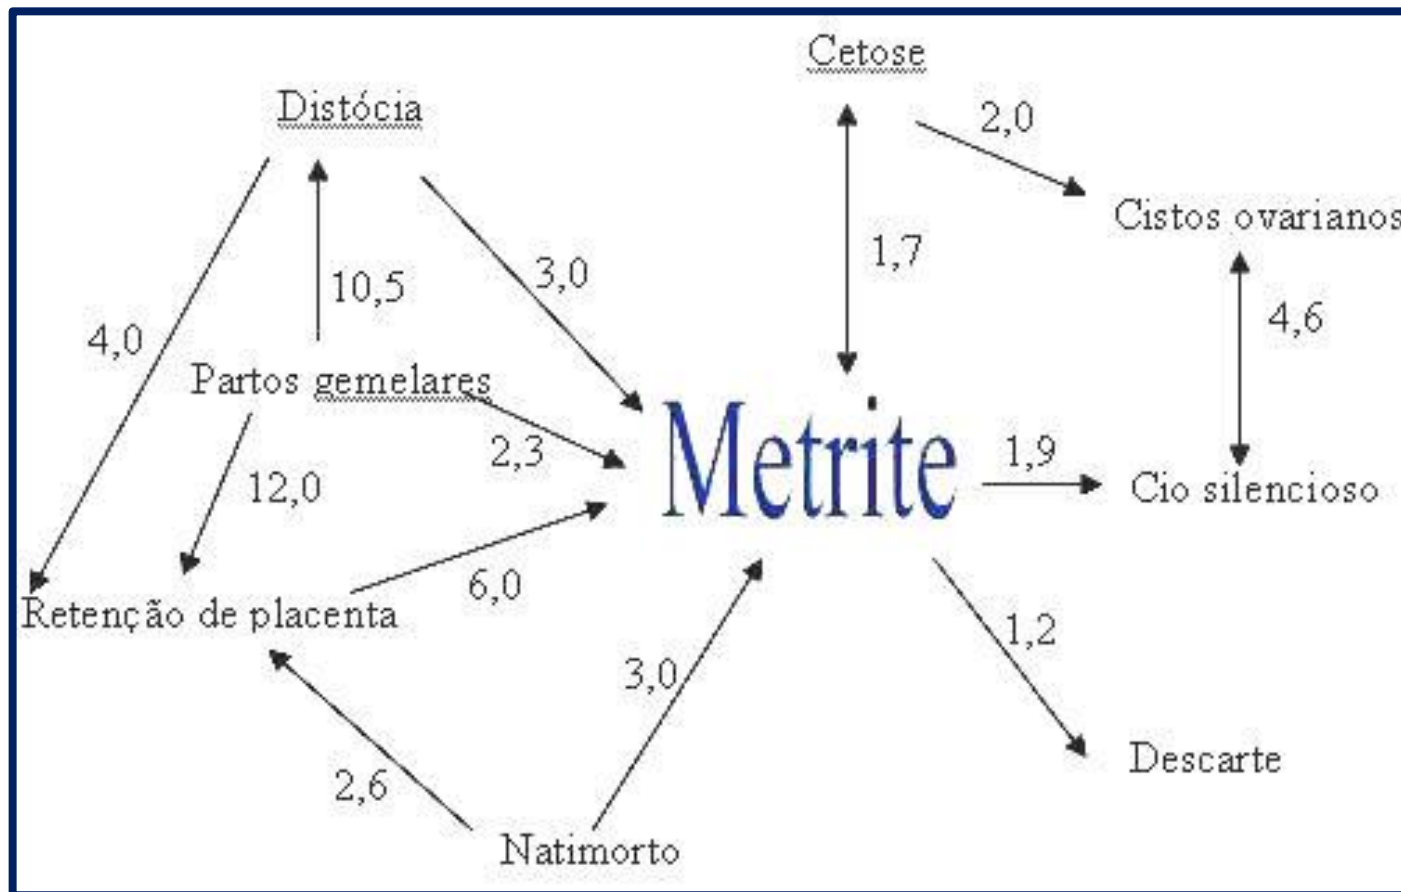 Cetose
Distócia
2,0
Cistos ovarianos
1,7
3,0
10,5
4,6
4,0
Partos gemelares
Metrite
2,3
1,9
Cio silencioso
12,0
6,0
Retenção de placenta
1,2
3,0
Descarte
2,6
Natimorto